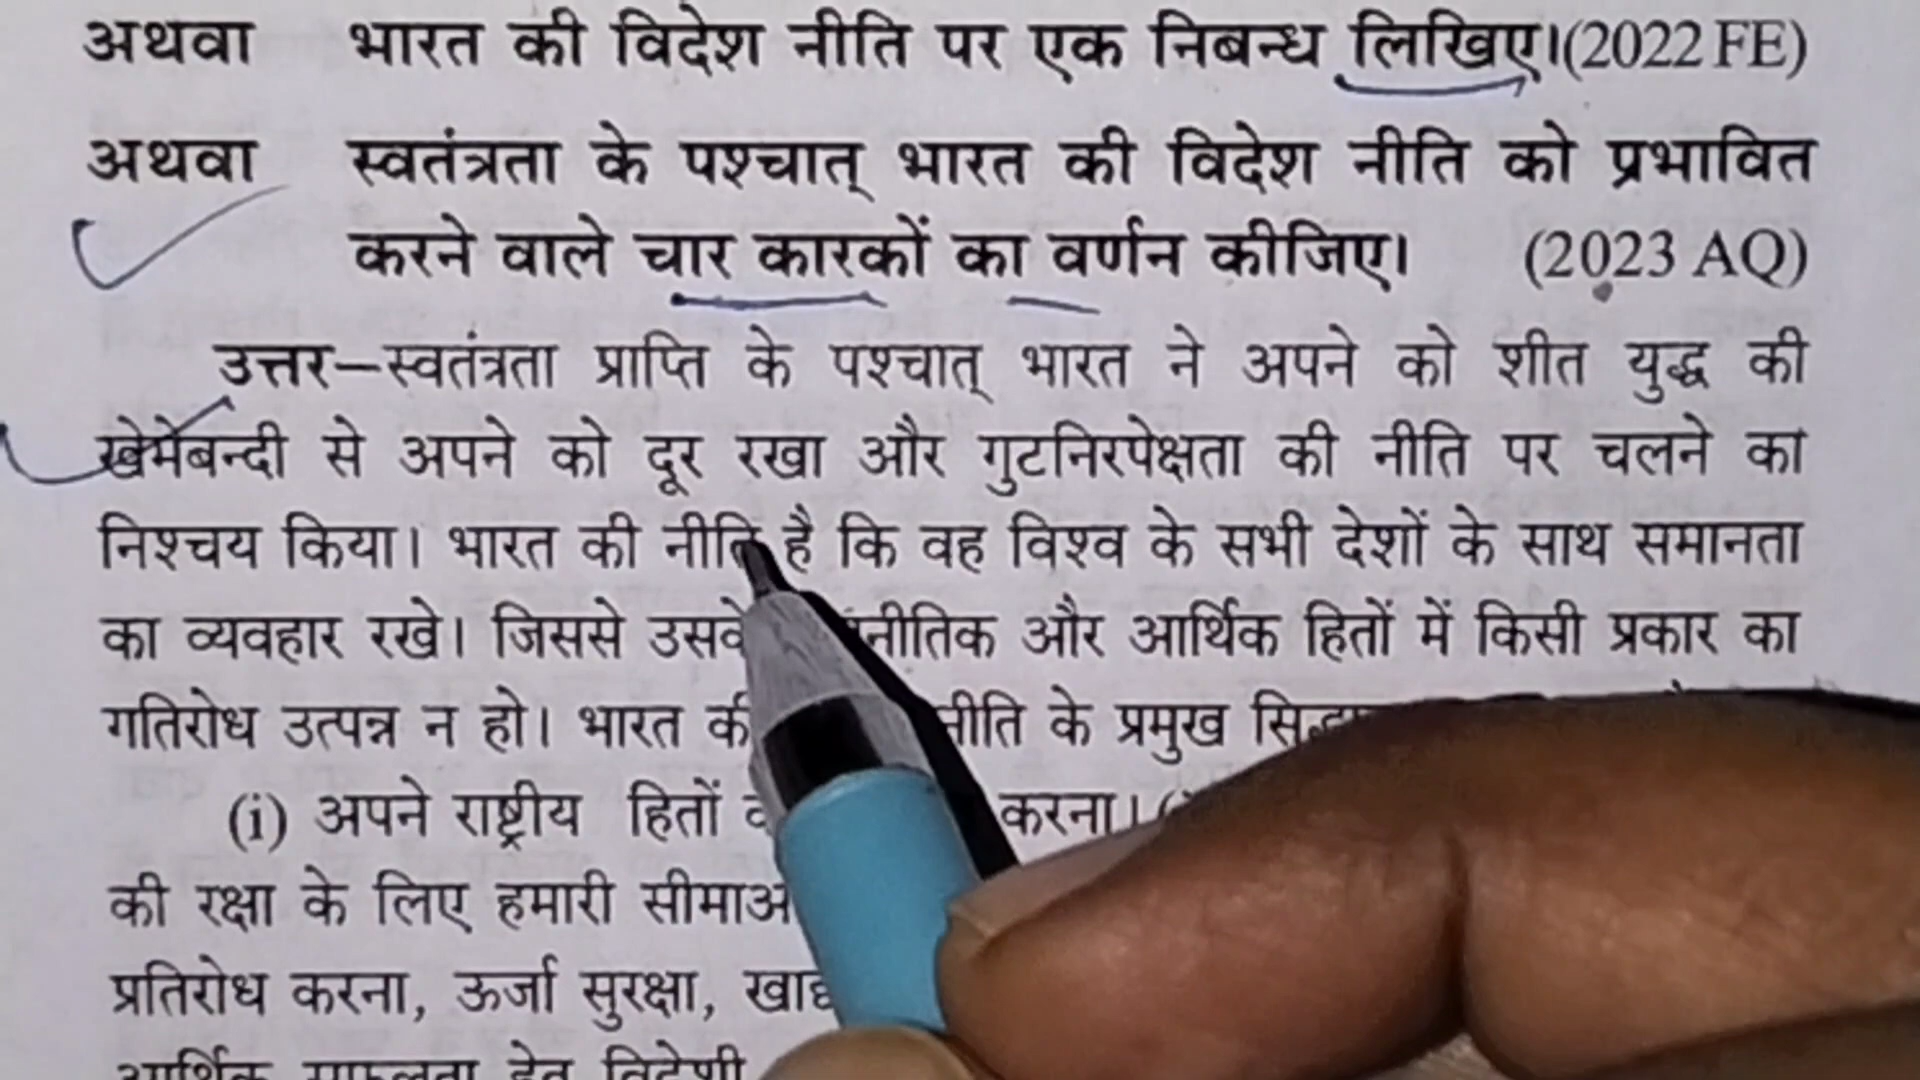 अथवा भारत की विदेश नीति पर एक निबन्ध लिखिए।(2022 FE)
अथवा स्वतंत्रता के पश्चात् भारत की विदेश नीति को प्रभावित
करने वाले चार कारकों का वर्णन कीजिए। (2023 AQ)
उत्तर–स्वतंत्रता प्राप्ति के पश्चात् भारत ने अपने को शीत युद्ध की
खेमेबन्दी से अपने को दूर रखा और गुटनिरपेक्षता की नीति पर चलने का
निश्चय किया। भारत की नीति है कि वह विश्व के सभी देशों के साथ समानता
का व्यवहार रखे। जिससे और आर्थिक हितों में किसी प्रकार का
गतिरोध उत्पन्न न हो। भारत की नीति के प्रमुख
(i) अपने राष्ट्रीय हितों करना।
की रक्षा के लिए हमारी
प्रतिरोध करना, ऊर्जा सुरक्षा,